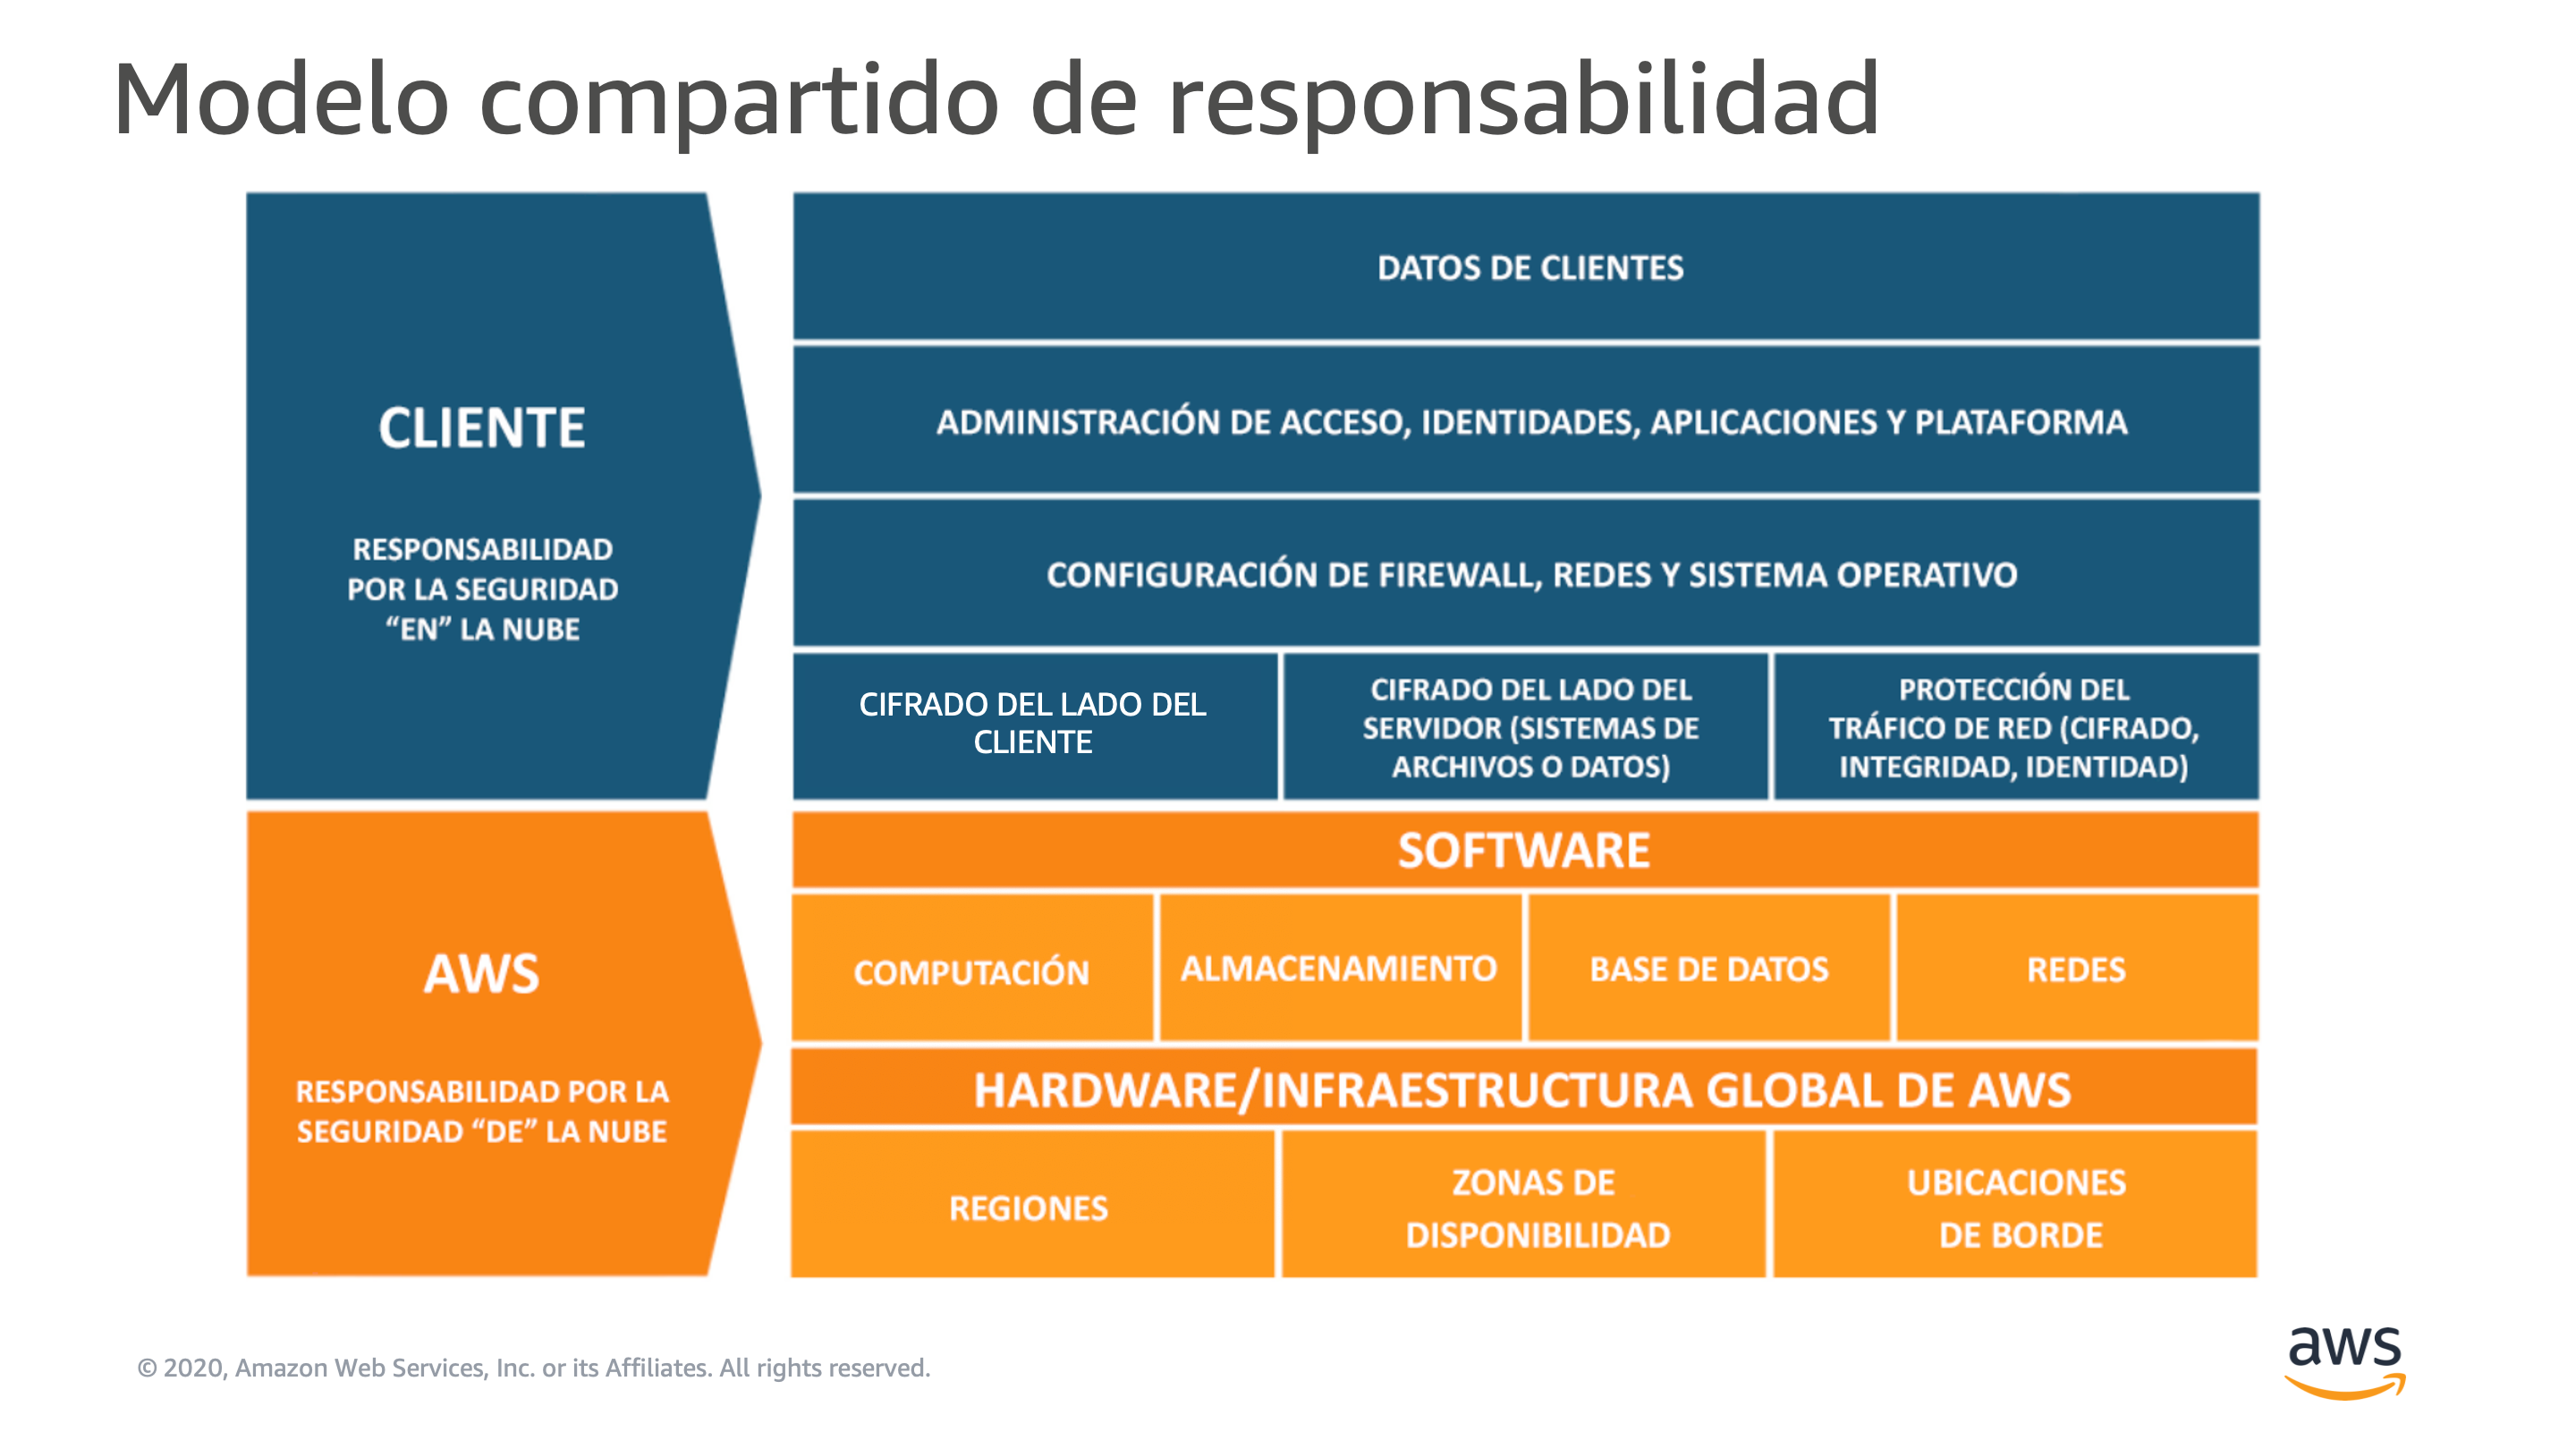 Modelo compartido de responsabilidad
CLIENTE
RESPONSABILIDAD
POR LA SEGURIDAD
“EN” LA NUBE
DATOS DE CLIENTES
ADMINISTRACIÓN DE ACCESO, IDENTIDADES, APLICACIONES Y PLATAFORMA
CONFIGURACIÓN DE FIREWALL, REDES Y SISTEMA OPERATIVO
CIFRADO DEL LADO DEL
CLIENTE
CIFRADO DEL LADO DEL
SERVIDOR (SISTEMAS DE
ARCHIVOS O DATOS)
PROTECCIÓN DEL
TRÁFICO DE RED (CIFRADO,
INTEGRIDAD, IDENTIDAD)
AWS
RESPONSABILIDAD POR LA
SEGURIDAD “DE” LA NUBE
SOFTWARE
COMPUTACIÓN
ALMACENAMIENTO
BASE DE DATOS
REDES
HARDWARE/INFRAESTRUCTURA GLOBAL DE AWS
REGIONES
ZONAS DE
DISPONIBILIDAD
UBICACIONES
DE BORDE
© 2020, Amazon Web Services, Inc. or its Affiliates. All rights reserved.
aws